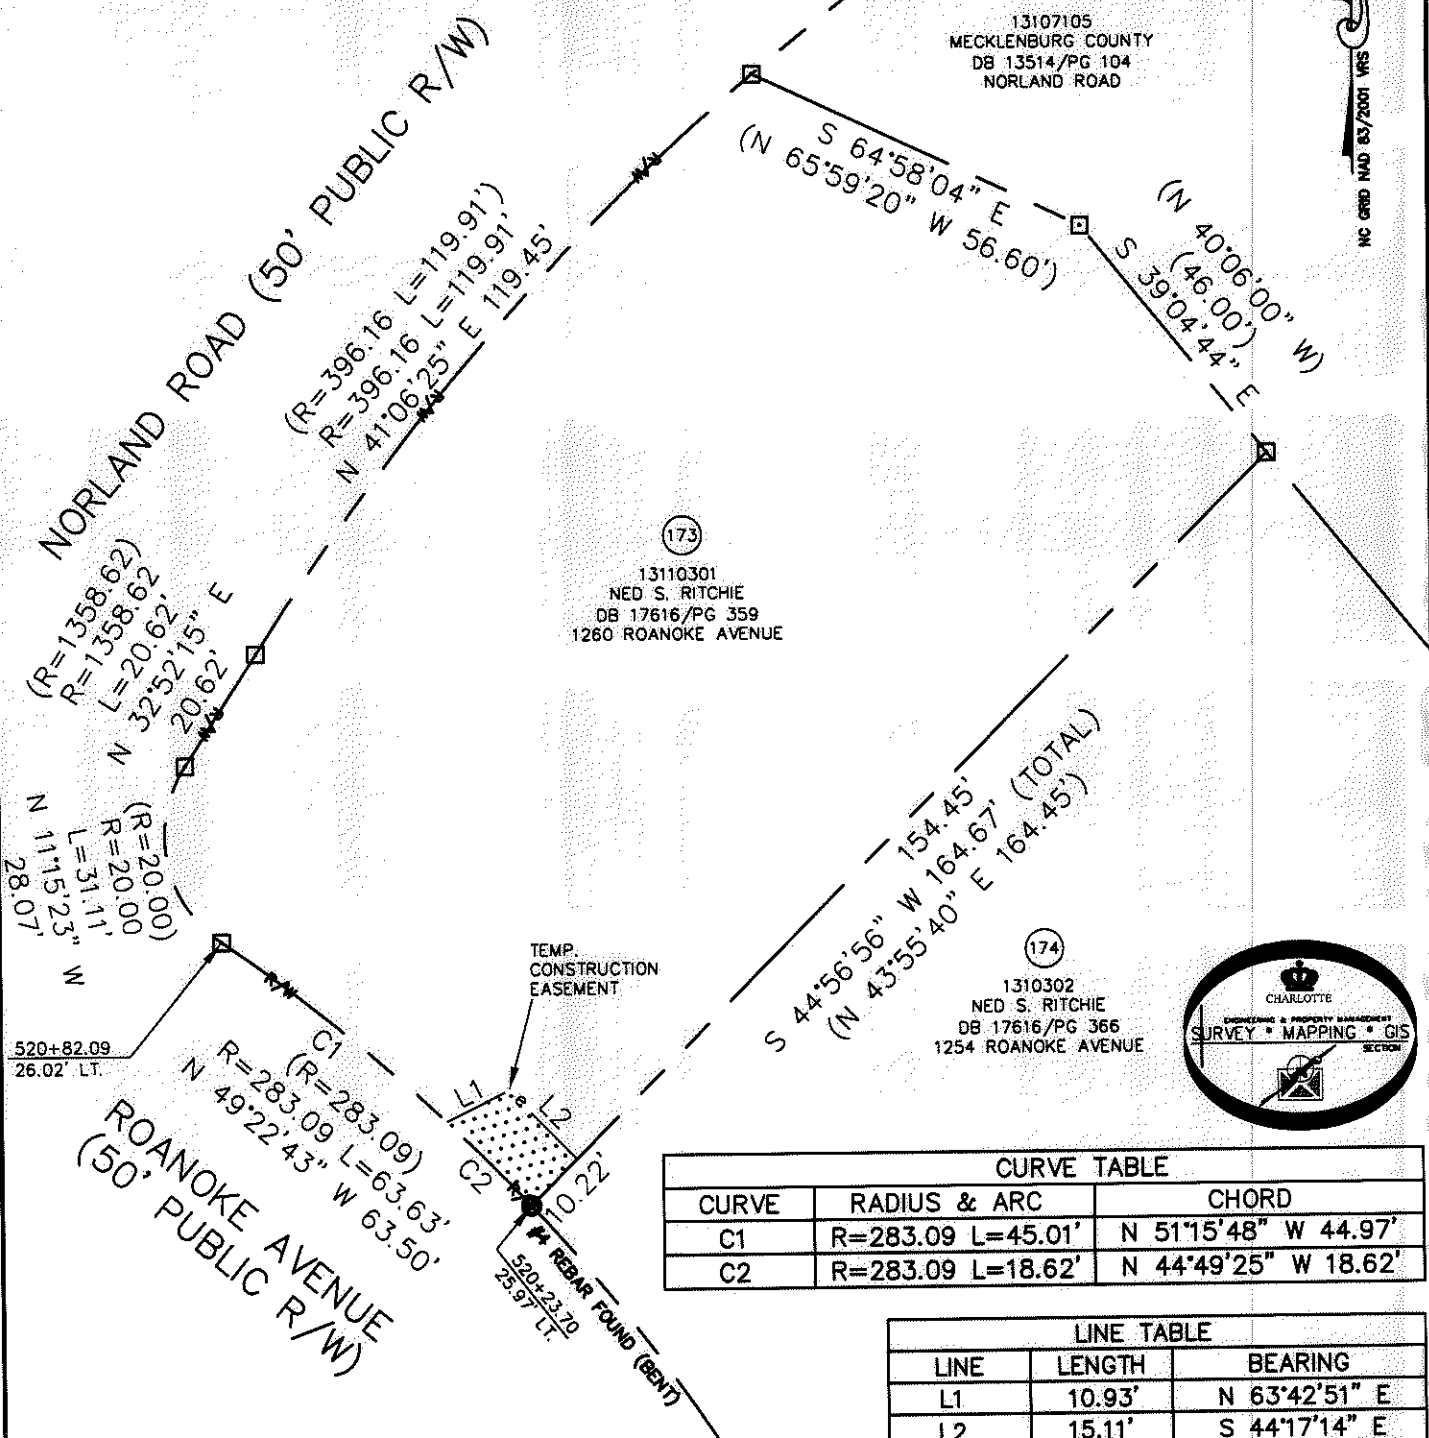 13107105
MECKLENBURG COUNTY
DB 13514/PG 104
NORLAND ROAD
NC GRID NAD 83/2001 VRS
NORLAND ROAD (50' PUBLIC R/W)
S 64°58'04" E
(N 65°59'20" W 56.60')
(N 40°06'00" W)
(46.00')
S 39°04'44" E
(R=396.16 L=119.91')
R=396.16 L=119.91'
N 41°06'25" E 119.45'
R/W
R/W
173
13110301
NED S. RITCHIE
DB 17616/PG 359
1260 ROANOKE AVENUE
(R=1358.62)
R=1358.62
L=20.62'
N 32°52'15" E
20.62'
R/W
(R=20.00)
R=20.00
L=31.11'
N 11°15'23" W
28.07'
154.45'
S 44°56'56" W 164.67' (TOTAL)
(N 43°55'40" E 164.45')
174
1310302
NED S. RITCHIE
DB 17616/PG 366
1254 ROANOKE AVENUE
CHARLOTTE
ENGINEERING & PROPERTY MANAGEMENT
SURVEY * MAPPING * GIS
SECTION
TEMP.
CONSTRUCTION
EASEMENT
R/W
520+82.09
26.02' LT.
C1
(R=283.09)
R=283.09 L=63.63'
N 49°22'43" W 63.50'
ROANOKE AVENUE
(50' PUBLIC R/W)
L1
e
L2
C2
10.22'
#4 REBAR FOUND (BENT)
520+23.70
25.97' LT.
CURVE TABLE
CURVE RADIUS & ARC CHORD
C1 R=283.09 L=45.01' N 51°15'48" W 44.97'
C2 R=283.09 L=18.62' N 44°49'25" W 18.62'
LINE TABLE
LINE LENGTH BEARING
L1 10.93' N 63°42'51" E
L2 15.11' S 44°17'14" E